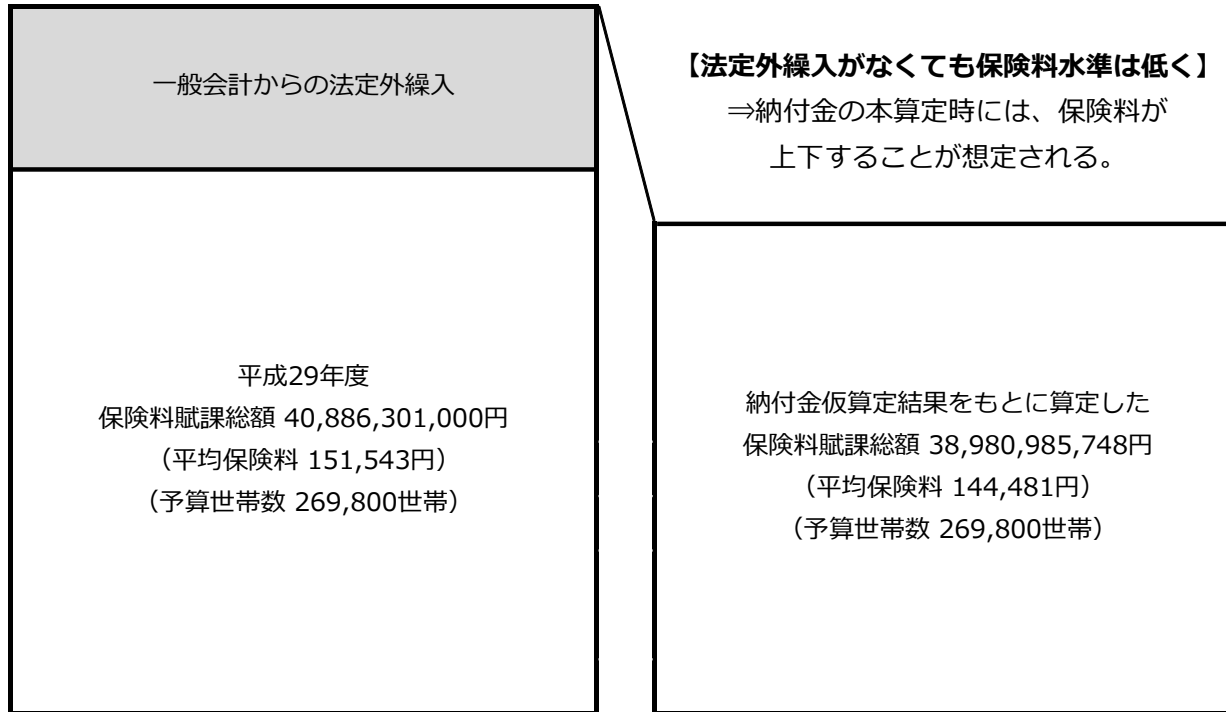 一般会計からの法定外繰入
平成29年度
保険料賦課総額 40,886,301,000円
（平均保険料 151,543円）
（予算世帯数 269,800世帯）
【法定外繰入がなくても保険料水準は低く】
⇒納付金の本算定時には、保険料が
上下することが想定される。
納付金仮算定結果をもとに算定した
保険料賦課総額 38,980,985,748円
（平均保険料 144,481円）
（予算世帯数 269,800世帯）